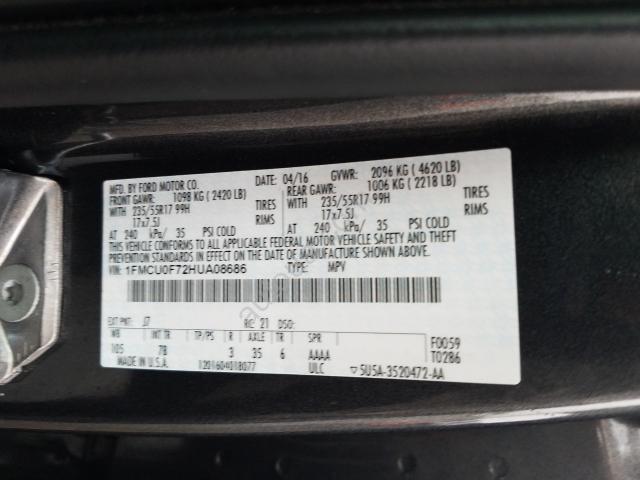 MFD. BY FORD MOTOR CO.
DATE: 04/16 GVWR: 2096 KG ( 4620 LB)
FRONT GAWR: 1098 KG ( 2420 LB)
REAR GAWR: 1006 KG ( 2218 LB)
WITH 235/55R17 99H TIRES
17x7.5J RIMS
WITH 235/55R17 99H TIRES
17x7.5J RIMS
AT 240 kPa/ 35 PSI COLD
AT 240 kPa/ 35 PSI COLD
THIS VEHICLE CONFORMS TO ALL APPLICABLE FEDERAL MOTOR VEHICLE SAFETY AND THEFT
PREVENTION STANDARDS IN EFFECT ON THE DATE OF MANUFACTURE SHOWN ABOVE.
1FMCU0F72HUA08686 TYPE: MPV
EXT PNT: J7 RC: 21 DSO:
WB INT TR TP/PS R AXLE TR SPR
105 7B 3 35 6 AAAA
F0059
T0286
MADE IN U.S.A. 1201604018077 ULC 5U5A-3520472-AA